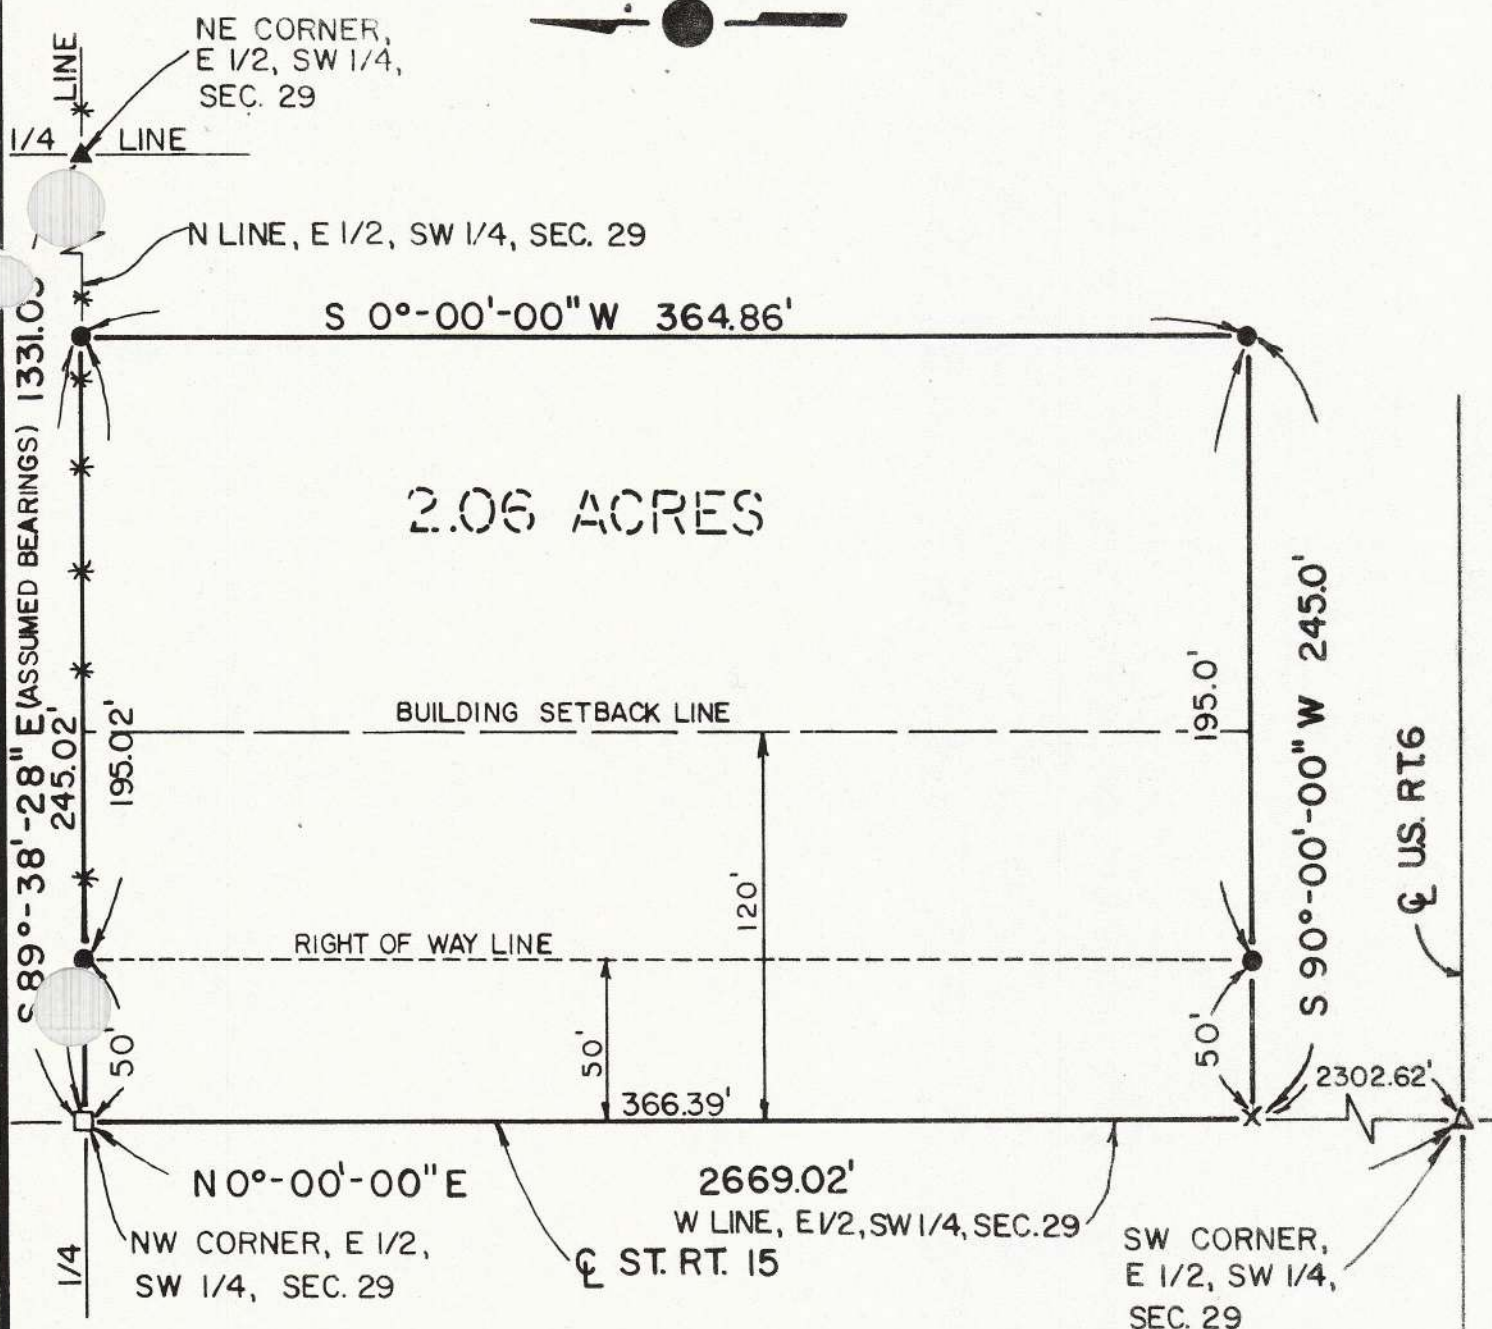 NE CORNER,
E 1/2, SW 1/4,
SEC. 29
LINE
1/4 LINE
N LINE, E 1/2, SW 1/4, SEC. 29
S 0°-00'-00" W 364.86'
S 89°-38'-28" E (ASSUMED BEARINGS)
245.02'
195.02'
2.06 ACRES
BUILDING SETBACK LINE
195.0'
S 90°-00'-00" W 245.0'
℄ U.S. RT.6
120'
RIGHT OF WAY LINE
50'
50'
50'
366.39'
2302.62'
N 0°-00'-00" E
2669.02'
W LINE, E 1/2, SW 1/4, SEC. 29
NW CORNER, E 1/2,
SW 1/4, SEC. 29
1/4
℄ ST. RT. 15
SW CORNER,
E 1/2, SW 1/4,
SEC. 29